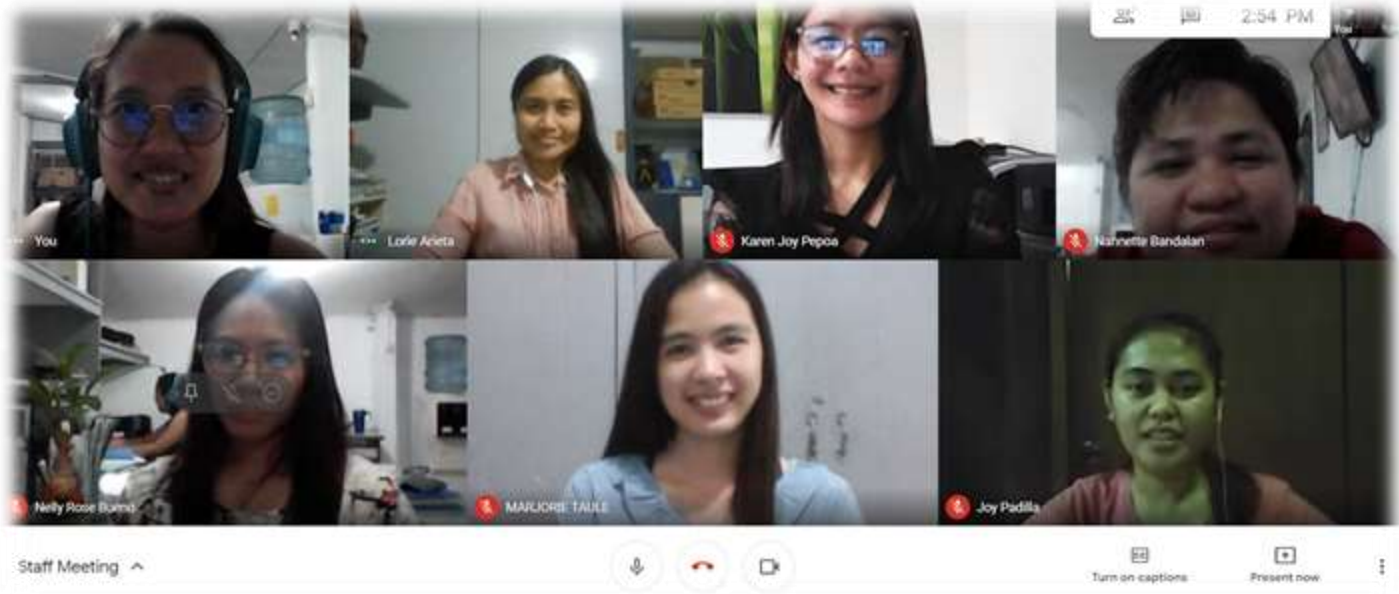 2:54 PM
You
You
Lorie Arieta
Karen Joy Pepoa
Nannette Bandalan
Nelly Rose
MARJORIE TAULE
Joy Padilla
Staff Meeting
Turn on captions
Present now